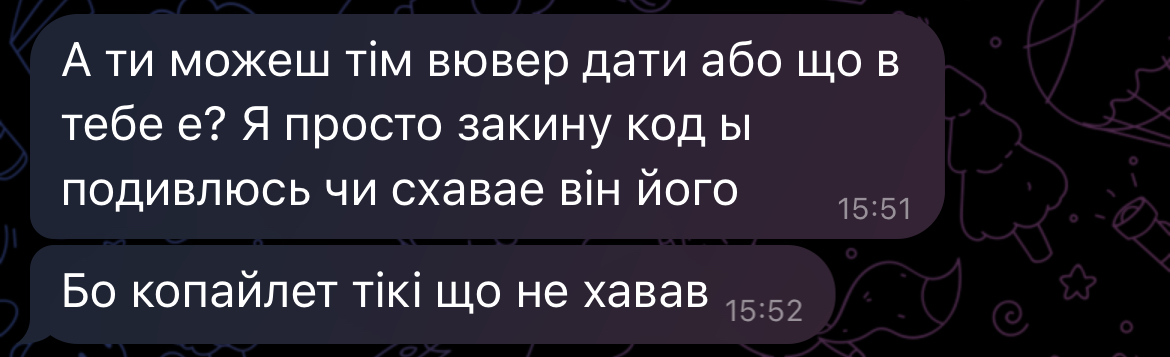 А ти можеш тім вювер дати або що в
тебе е? Я просто закину код ы
подивлюсь чи схавае він його
15:51
Бо копайлет тікі що не хавав
15:52